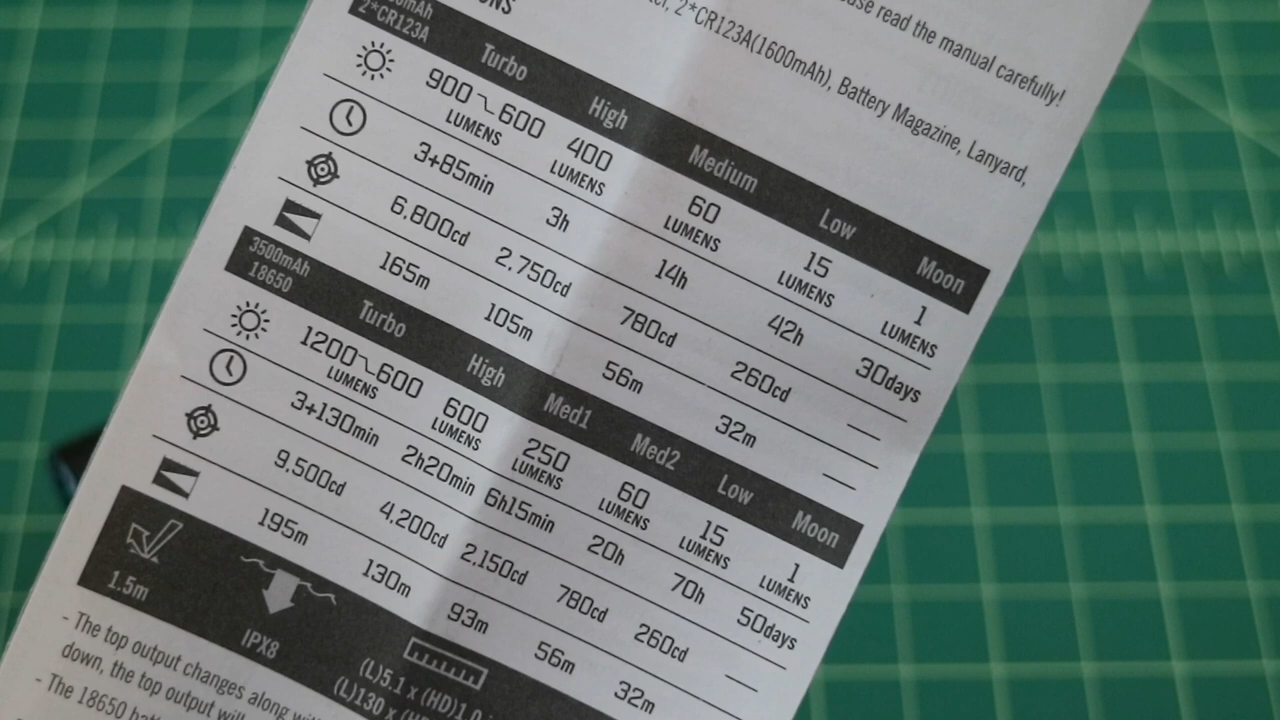 read the manual carefully!
2*CR123A(1600mAh), Battery Magazine, Lanyard,
2*CR123A
Turbo High Medium Low Moon
900~600 LUMENS 400 LUMENS 60 LUMENS 15 LUMENS 1 LUMENS
3+85min 3h 14h 42h 30days
6,800cd 2,750cd 780cd 260cd —
165m 105m 56m 32m —
3500mAh
18650 Turbo High Med1 Med2 Low Moon
1200~600 LUMENS 600 LUMENS 250 LUMENS 60 LUMENS 15 LUMENS 1 LUMENS
3+130min 2h20min 6h15min 20h 70h 50days
9,500cd 4,200cd 2,150cd 780cd 260cd —
195m 130m 93m 56m 32m
1.5m IPX8
(L)5.1 x (HD)1.0
(L)130 x
- The top output changes along
down, the top output will
- The 18650